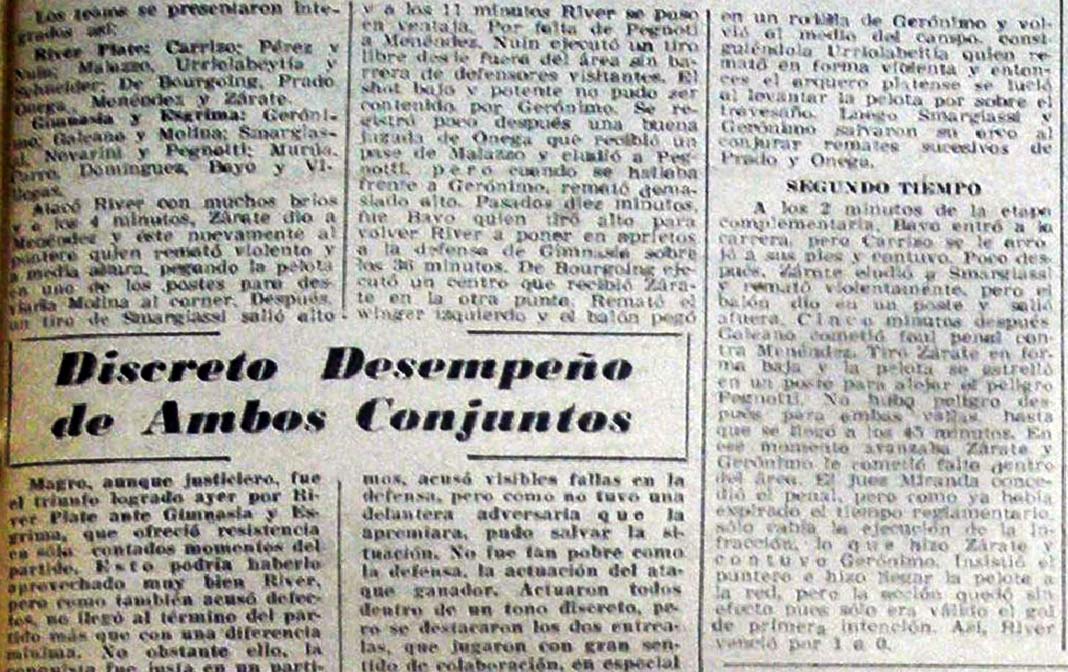 Los teams se presentaron inte-
grados así:
River Plate: Carrizo; Pérez y
Nuin; Malazzo, Urriolabeytía y
Schneider; De Bourgoing, Prado
Onega, Menéndez y Zárate.
Gimnasia y Esgrima: Geróni-
mo; Galeano y Molina; Smargias-
si, Novarini y Pegnotti; Murúa,
Carro, Domínguez, Bayo y Vi-
llegas.
Atacó River con muchos bríos
y a los 4 minutos, Zárate dio a
Menéndez y éste nuevamente al
puntero quien remató violento y
a media altura, pegando la pelota
en uno de los postes para des-
viarla Molina al corner. Después,
un tiro de Smargiassi salió alto
y a los 11 minutos River se puso
en ventaja. Por falta de Pegnoti
a Menéndez, Nuin ejecutó un tiro
libre desde fuera del área sin ba-
rrera de defensores visitantes. El
shot bajo y potente no pudo ser
contenido por Gerónimo. Se re-
gistró poco después una buena
jugada de Onega que recibió un
pase de Malazzo y eludió a Peg-
notti, pero cuando se hallaba
frente a Gerónimo, remató dema-
siado alto. Pasados diez minutos,
fue Bayo quien tiró alto para
volver River a poner en aprietos
a la defensa de Gimnasia sobre
los 36 minutos. De Bourgoing eje-
cutó un centro que recibió Zára-
te en la otra punta. Remató el
winger izquierdo y el balón pegó
en un rodilla de Gerónimo y vol-
vió al medio del campo, consi-
guiéndola Urriolabeitía quien re-
mató en forma violenta y enton-
ces el arquero platense se lució
al levantar la pelota por sobre el
travesaño. Luego Smargiassi y
Gerónimo salvaron su arco al
conjurar remates sucesivos de
Prado y Onega.
SEGUNDO TIEMPO
A los 2 minutos de la etapa
complementaria, Bayo entró a la
carrera, pero Carrizo se le arro-
jó a sus pies y contuvo. Poco des-
pués, Zárate eludió a Smargiassi
y remató violentamente, pero el
balón dio en un poste y salió
afuera. Cinco minutos después
Galeano cometió foul penal con-
tra Menéndez. Tiró Zárate en for-
ma baja y la pelota se estrelló
en un poste para alejar el peligro
Pegnotti. No hubo peligro des-
pués para ambas vallas, hasta
que se llegó a los 45 minutos. En
ese momento avanzaba Zárate y
Gerónimo le cometió falta dentro
del área. El Juez Miranda conce-
dió el penal, pero como ya había
expirado el tiempo reglamentario,
sólo cabía la ejecución de la in-
fracción, lo que hizo Zárate y
contuvo Gerónimo. Insistió el
puntero e hizo llegar la pelota a
la red, pero la acción quedó sin
efecto pues sólo era válido el gol
de primera intención. Así, River
venció por 1 a 0.
Discreto Desempeño
de Ambos Conjuntos
Magro, aunque justiciero, fue
el triunfo logrado ayer por Ri-
ver Plate ante Gimnasia y Es-
grima, que ofreció resistencia
en sólo contados momentos del
partido. Esto podría haberlo
aprovechado muy bien River,
pero como también acusó defec-
tos, no llegó al término del par-
tido más que con una diferencia
mínima. No obstante ello, la
fue justa en un parti-
mos, acusó visibles fallas en la
defensa, pero como no tuvo una
delantera adversaria que la
apremiara, pudo salvar la si-
tuación. No fue tan pobre como
la defensa, la actuación del ata-
que ganador. Actuaron todos
dentro de un tono discreto, pe-
ro se destacaron los dos entrea-
las, que jugaron con gran sen-
tido de colaboración, en especial